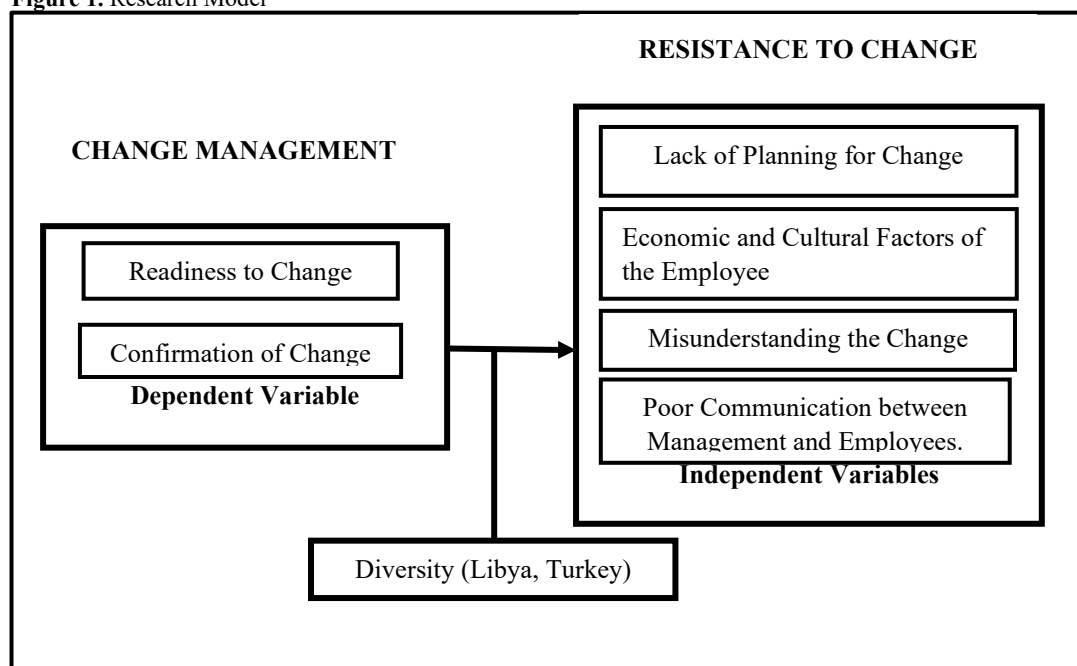 Figure 1. Research Model
RESISTANCE TO CHANGE
CHANGE MANAGEMENT
Readiness to Change
Confirmation of Change
Dependent Variable
Lack of Planning for Change
Economic and Cultural Factors of
the Employee
Misunderstanding the Change
Poor Communication between
Management and Employees.
Independent Variables
Diversity (Libya, Turkey)